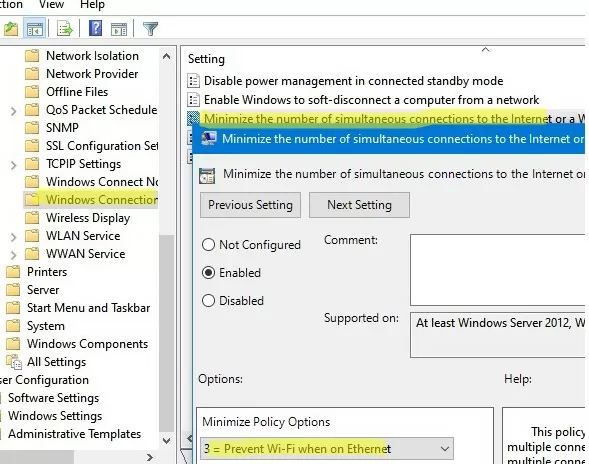 View Help
Network Isolation
Network Provider
Offline Files
QoS Packet Schedule
SNMP
SSL Configuration Set
TCPIP Settings
Windows Connect No
Windows Connection
Wireless Display
WLAN Service
WWAN Service
Printers
Server
Start Menu and Taskbar
System
Windows Components
All Settings
ser Configuration
Software Settings
Windows Settings
Administrative Templates
Setting
Disable power management in connected standby mode
Enable Windows to soft-disconnect a computer from a network
Minimize the number of simultaneous connections to the Internet or a W
Minimize the number of simultaneous connections to the Internet or
Minimize the number of simultaneous connections to the Internet or
Previous Setting Next Setting
Not Configured Comment:
Enabled
Disabled
Supported on: At least Windows Server 2012, W
Options: Help:
Minimize Policy Options
3 = Prevent Wi-Fi when on Ethernet
This policy
multiple conne
multiple conne